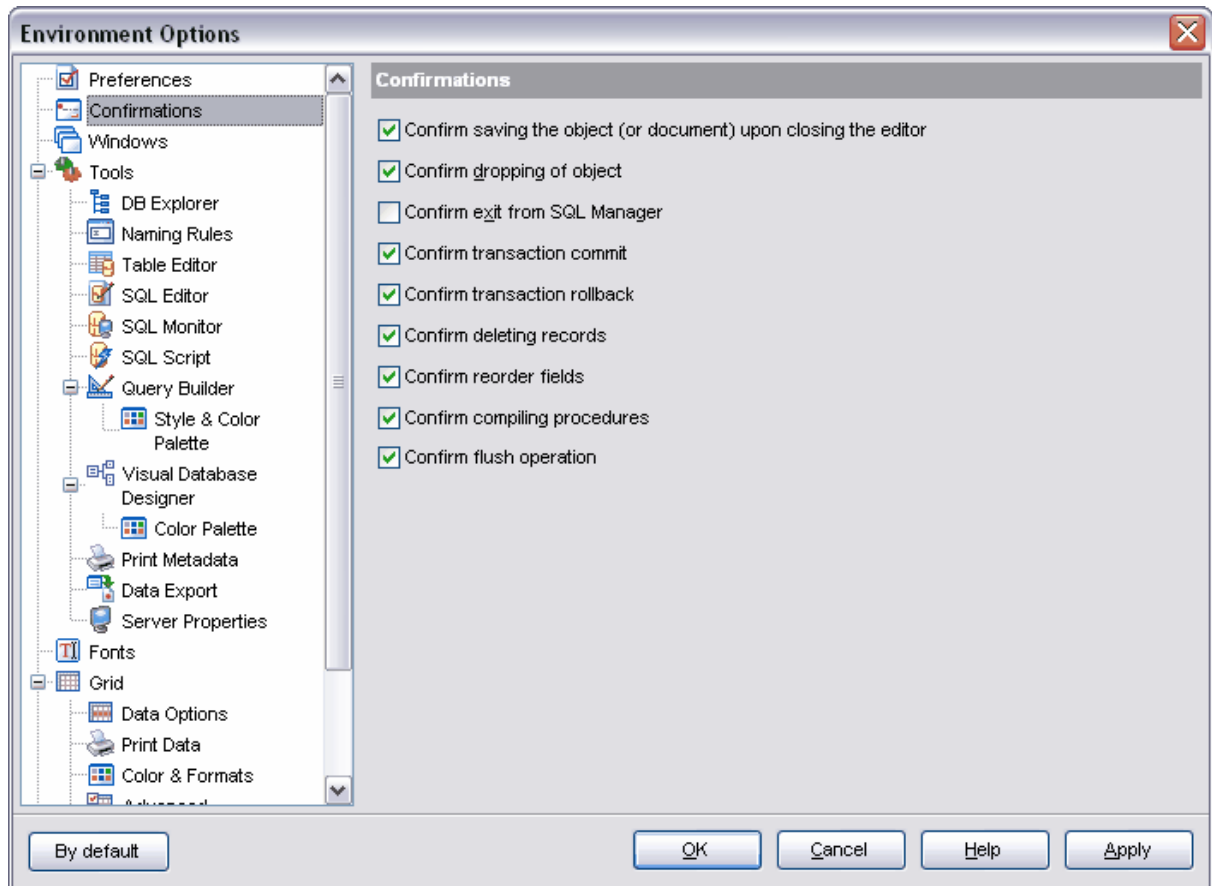 Environment Options
Preferences
Confirmations
Windows
Tools
DB Explorer
Naming Rules
Table Editor
SQL Editor
SQL Monitor
SQL Script
Query Builder
Style & Color
Palette
Visual Database
Designer
Color Palette
Print Metadata
Data Export
Server Properties
Fonts
Grid
Data Options
Print Data
Color & Formats
Advanced
Confirmations
Confirm saving the object (or document) upon closing the editor
Confirm dropping of object
Confirm exit from SQL Manager
Confirm transaction commit
Confirm transaction rollback
Confirm deleting records
Confirm reorder fields
Confirm compiling procedures
Confirm flush operation
By default
OK
Cancel
Help
Apply